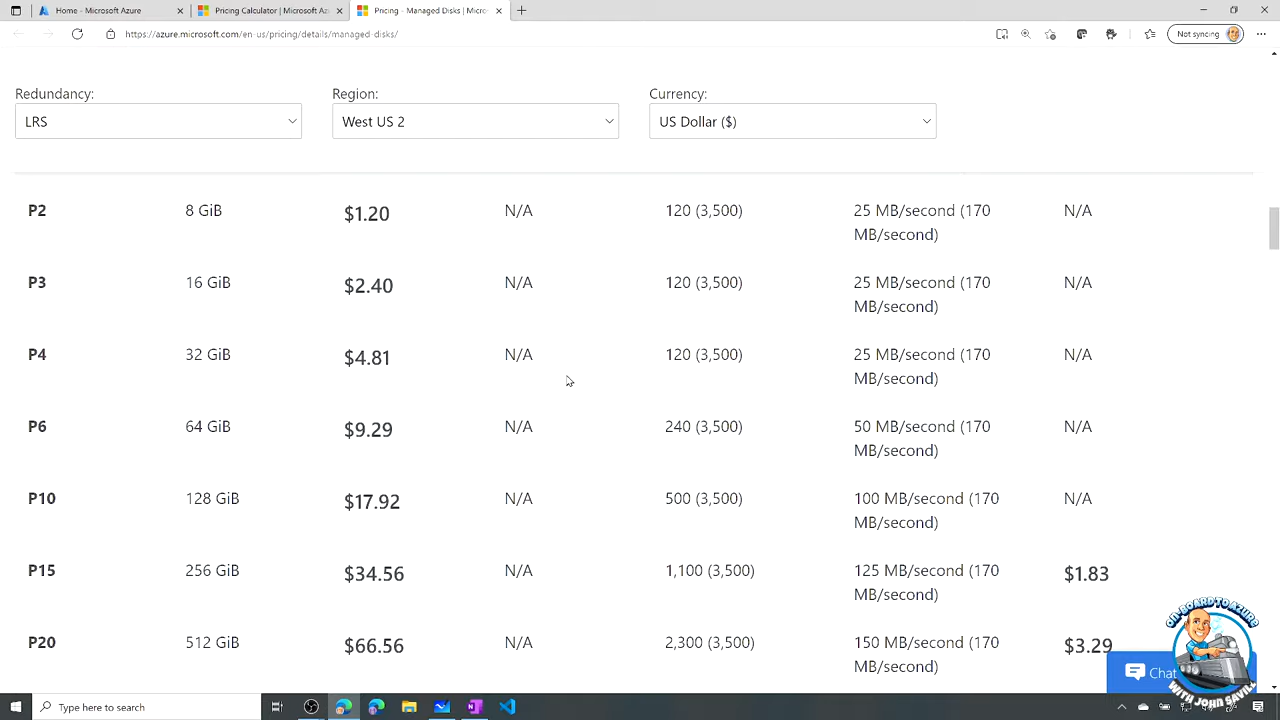 Home - Microsoft Azure
Pricing Calculator | Microsoft Az
Pricing - Managed Disks | Micro
https://azure.microsoft.com/en-us/pricing/details/managed-disks/
Not syncing
Redundancy: Region: Currency:
LRS West US 2 US Dollar ($)
P2 8 GiB $1.20 N/A 120 (3,500) 25 MB/second (170 N/A
MB/second)
P3 16 GiB $2.40 N/A 120 (3,500) 25 MB/second (170 N/A
MB/second)
P4 32 GiB $4.81 N/A 120 (3,500) 25 MB/second (170 N/A
MB/second)
P6 64 GiB $9.29 N/A 240 (3,500) 50 MB/second (170 N/A
MB/second)
P10 128 GiB $17.92 N/A 500 (3,500) 100 MB/second (170 N/A
MB/second)
P15 256 GiB $34.56 N/A 1,100 (3,500) 125 MB/second (170 $1.83
MB/second)
P20 512 GiB $66.56 N/A 2,300 (3,500) 150 MB/second (170 $3.29
MB/second)
ON-BOARD TO AZURE
WITH JOHN SAVILL
Chat
Type here to search